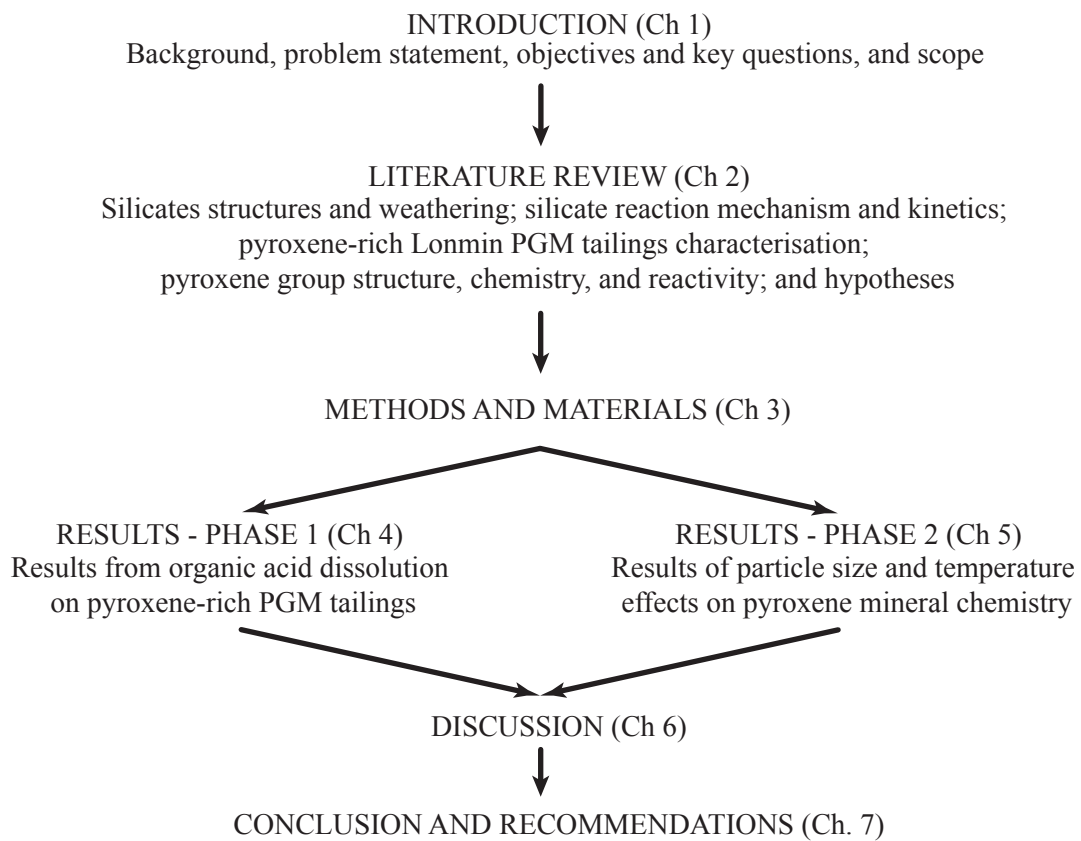 INTRODUCTION (Ch 1)
Background, problem statement, objectives and key questions, and scope
LITERATURE REVIEW (Ch 2)
Silicates structures and weathering; silicate reaction mechanism and kinetics;
pyroxene-rich Lonmin PGM tailings characterisation;
pyroxene group structure, chemistry, and reactivity; and hypotheses
METHODS AND MATERIALS (Ch 3)
RESULTS - PHASE 1 (Ch 4)
Results from organic acid dissolution
on pyroxene-rich PGM tailings
RESULTS - PHASE 2 (Ch 5)
Results of particle size and temperature
effects on pyroxene mineral chemistry
DISCUSSION (Ch 6)
CONCLUSION AND RECOMMENDATIONS (Ch. 7)